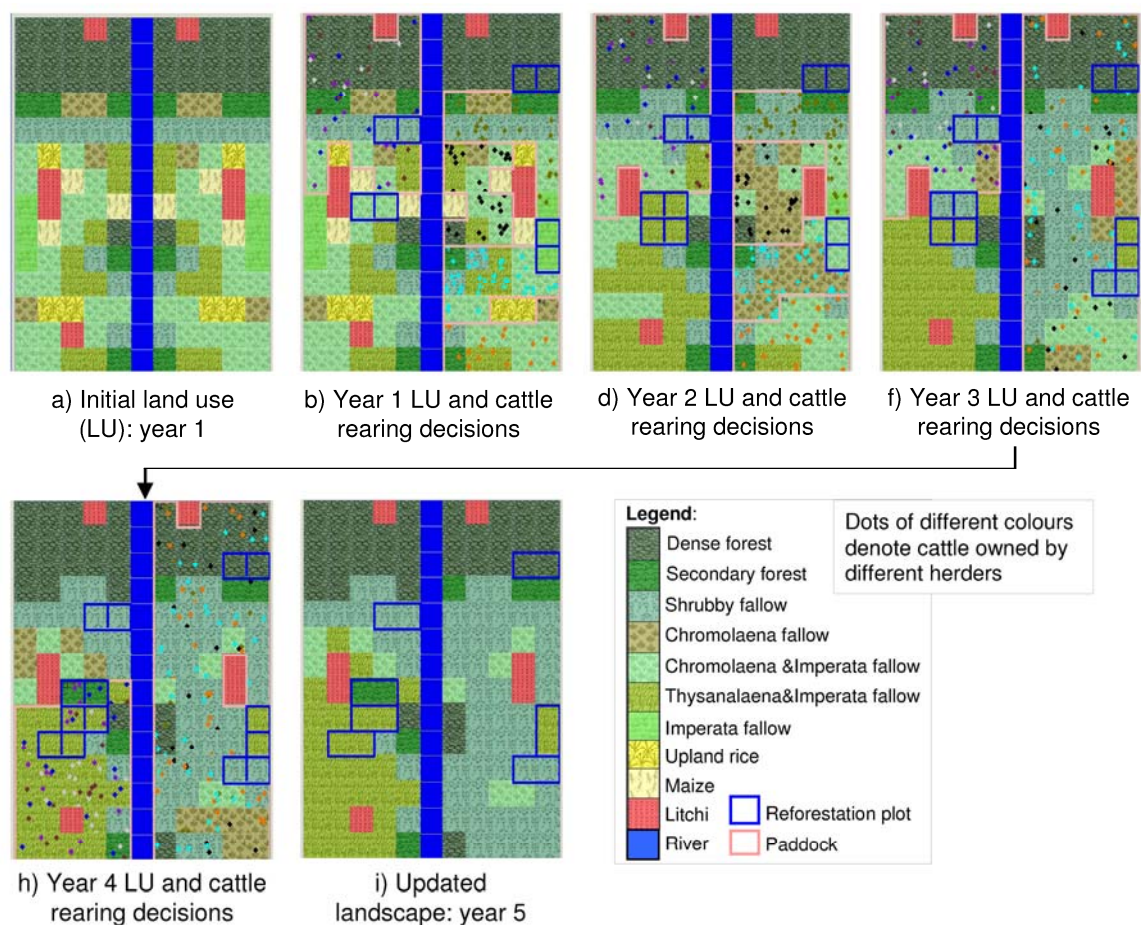 a) Initial land use
(LU): year 1
b) Year 1 LU and cattle
rearing decisions
d) Year 2 LU and cattle
rearing decisions
f) Year 3 LU and cattle
rearing decisions
h) Year 4 LU and cattle
rearing decisions
i) Updated
landscape: year 5
Legend:
Dense forest
Secondary forest
Shrubby fallow
Chromolaena fallow
Chromolaena &Imperata fallow
Thysanalaena&Imperata fallow
Imperata fallow
Upland rice
Maize
Litchi
River
Reforestation plot
Paddock
Dots of different colours
denote cattle owned by
different herders